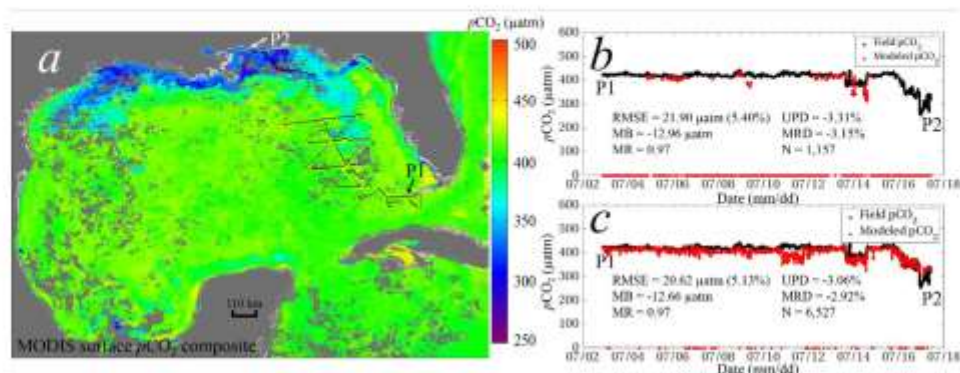 a
P2
P1
110 km
MODIS surface pCO₂ composite
pCO₂ (µatm)
500
450
400
350
300
250
b
Field pCO₂
Modeled pCO₂
P1
P2
RMSE = 21.90 µatm (5.40%)
MB = -12.96 µatm
MR = 0.97
UPD = -3.31%
MRD = -3.15%
N = 1,157
pCO₂ (µatm)
600
500
400
300
200
100
0
07/02 07/04 07/06 07/08 07/10 07/12 07/14 07/16 07/18
Date (mm/dd)
c
Field pCO₂
Modeled pCO₂
P1
P2
RMSE = 20.62 µatm (5.13%)
MB = -12.66 µatm
MR = 0.97
UPD = -3.06%
MRD = -2.92%
N = 6,527
pCO₂ (µatm)
600
500
400
300
200
100
0
07/02 07/04 07/06 07/08 07/10 07/12 07/14 07/16 07/18
Date (mm/dd)